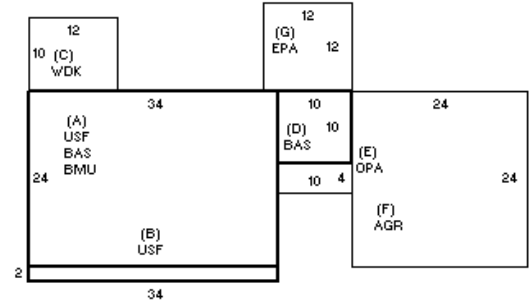 12
10 (C)
WDK
12
(G)
EPA 12
34
(A)
USF
BAS
BMU
24
10
(D) 10
BAS
24
(E)
OPA
24
10 4
(F)
AGR
(B)
USF
2
34